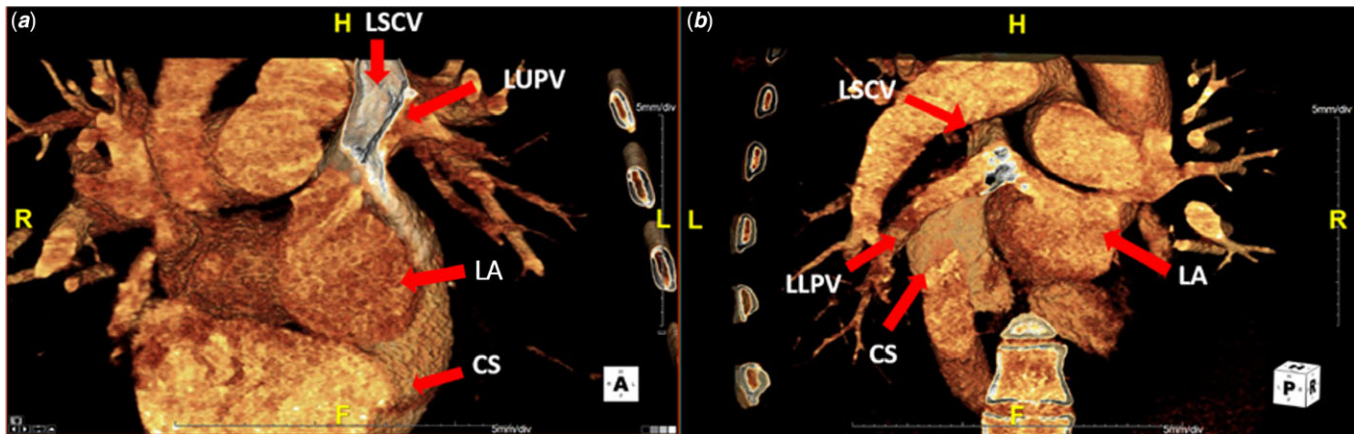 (a)
H
LSCV
LUPV
5mm/div
R
L
LA
CS
A
F
5mm/div
(b)
H
LSCV
5mm/div
L
R
LLPV
LA
CS
P
R
F
5mm/div